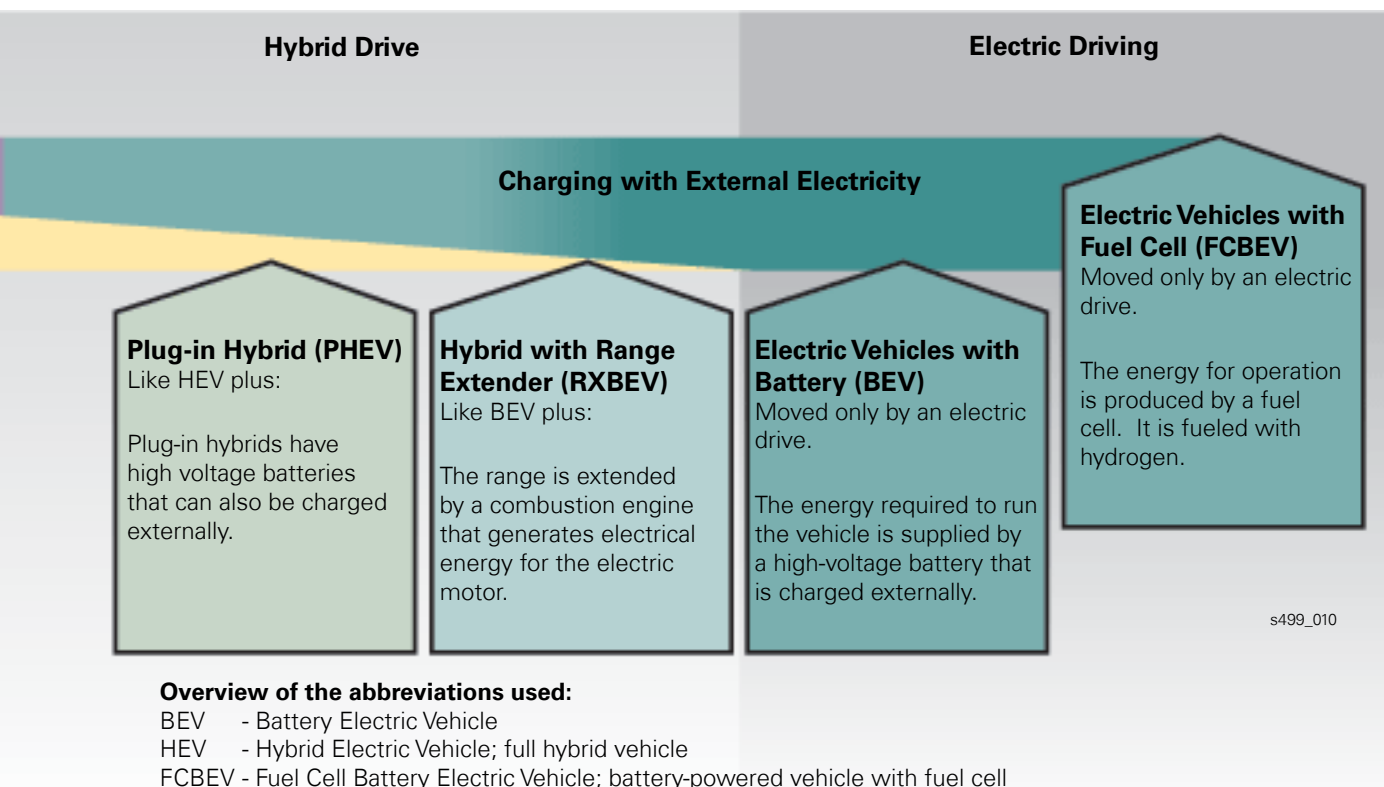 Hybrid Drive
Electric Driving
Charging with External Electricity
Plug-in Hybrid (PHEV)
Like HEV plus:
Plug-in hybrids have
high voltage batteries
that can also be charged
externally.
Hybrid with Range
Extender (RXBEV)
Like BEV plus:
The range is extended
by a combustion engine
that generates electrical
energy for the electric
motor.
Electric Vehicles with
Battery (BEV)
Moved only by an electric
drive.
The energy required to run
the vehicle is supplied by
a high-voltage battery that
is charged externally.
Electric Vehicles with
Fuel Cell (FCBEV)
Moved only by an electric
drive.
The energy for operation
is produced by a fuel
cell.  It is fueled with
hydrogen.
s499_010
Overview of the abbreviations used:
BEV - Battery Electric Vehicle
HEV - Hybrid Electric Vehicle; full hybrid vehicle
FCBEV - Fuel Cell Battery Electric Vehicle; battery-powered vehicle with fuel cell